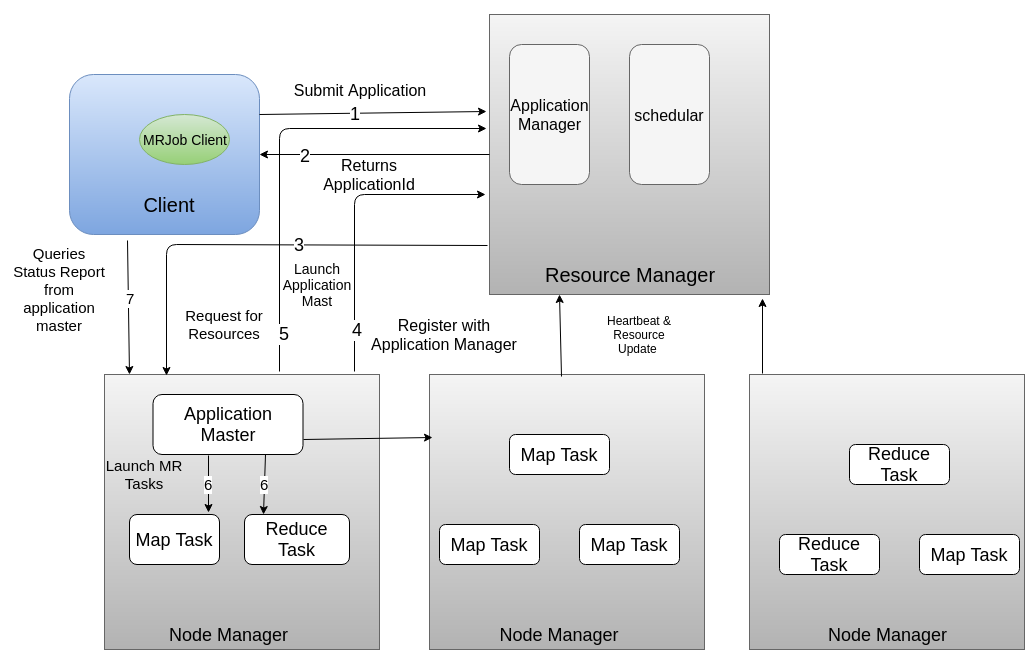 Submit Application
1
Application
Manager
schedular
MRJob Client
Client
2
Returns
ApplicationId
Resource Manager
3
Queries
Status Report
from
application
master
7
Launch
Application
Mast
Request for
Resources
5
4
Register with
Application Manager
Heartbeat &
Resource
Update
Application
Master
Launch MR
Tasks
6
6
Map Task
Reduce
Task
Node Manager
Map Task
Map Task
Map Task
Node Manager
Reduce
Task
Reduce
Task
Map Task
Node Manager